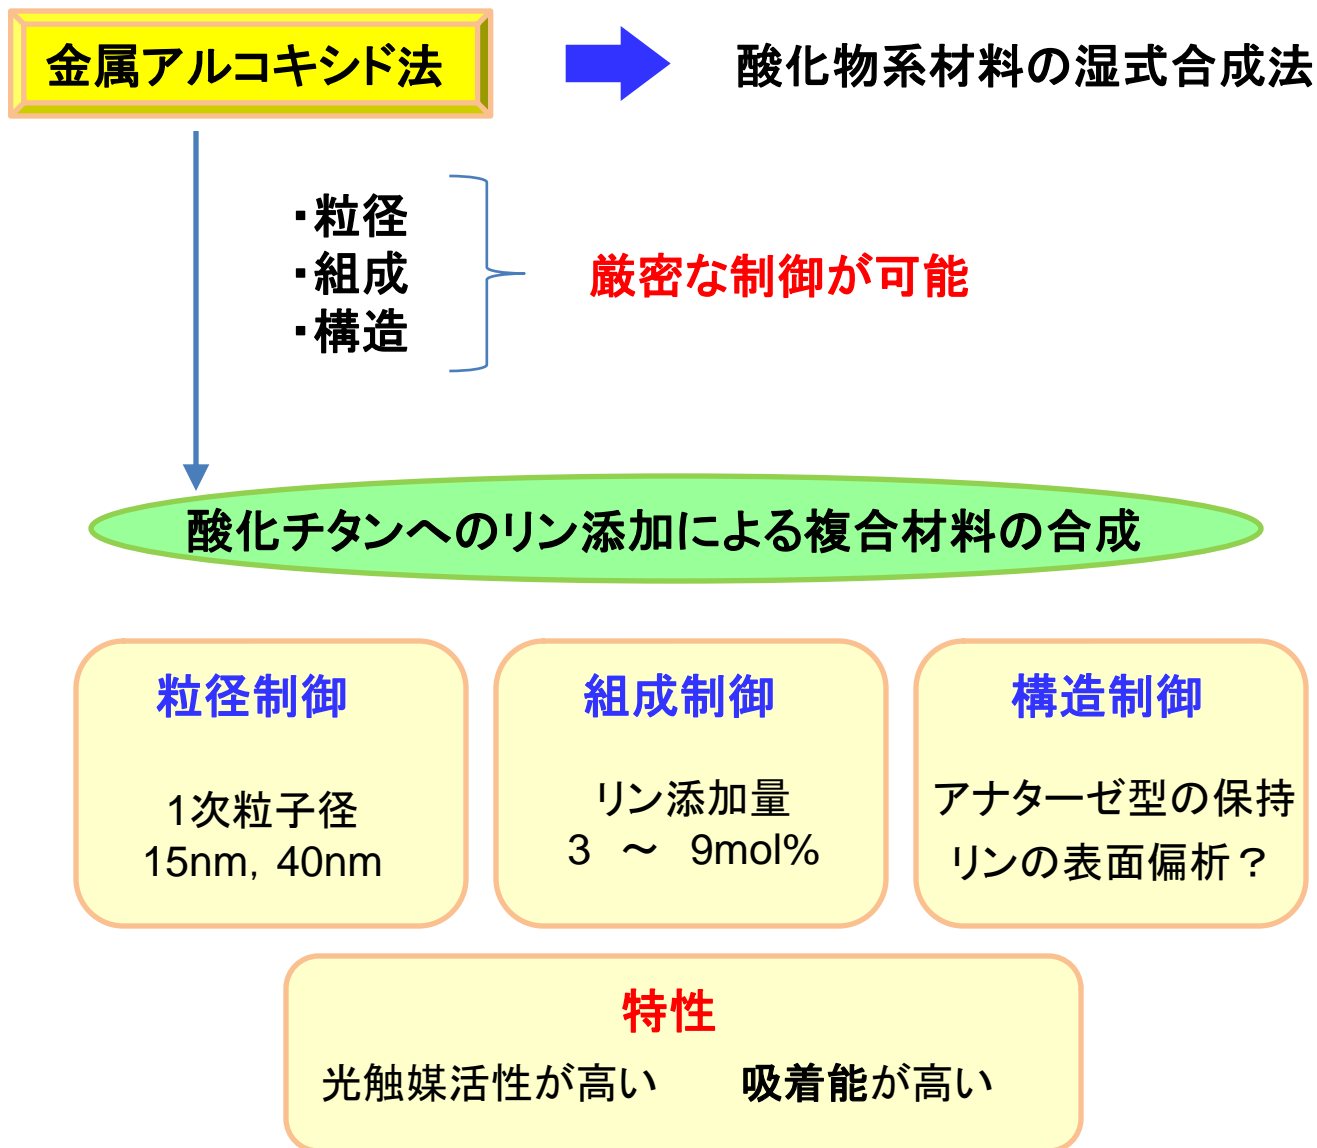 金属アルコキシド法
酸化物系材料の湿式合成法
・粒径
・組成
・構造
厳密な制御が可能
酸化チタンへのリン添加による複合材料の合成
粒径制御
1次粒子径
15nm, 40nm
組成制御
リン添加量
3 ～ 9mol%
構造制御
アナターゼ型の保持
リンの表面偏析？
特性
光触媒活性が高い 吸着能が高い